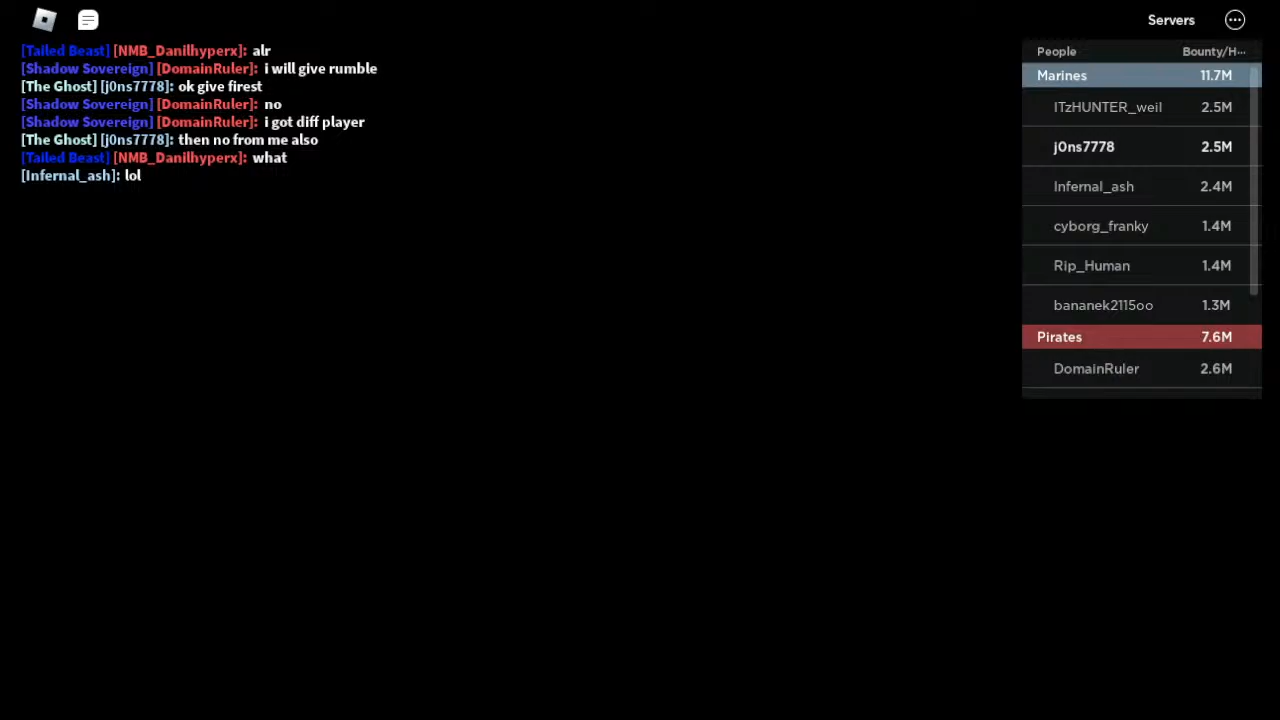 Servers
[Tailed Beast] [NMB_Danilhyperx]: alr
[Shadow Sovereign] [DomainRuler]: i will give rumble
[The Ghost] [j0ns7778]: ok give firest
[Shadow Sovereign] [DomainRuler]: no
[Shadow Sovereign] [DomainRuler]: i got diff player
[The Ghost] [j0ns7778]: then no from me also
[Tailed Beast] [NMB_Danilhyperx]: what
[Infernal_ash]: lol
People Bounty/H...
Marines 11.7M
ITzHUNTER_weil 2.5M
j0ns7778 2.5M
Infernal_ash 2.4M
cyborg_franky 1.4M
Rip_Human 1.4M
bananek2115oo 1.3M
Pirates 7.6M
DomainRuler 2.6M